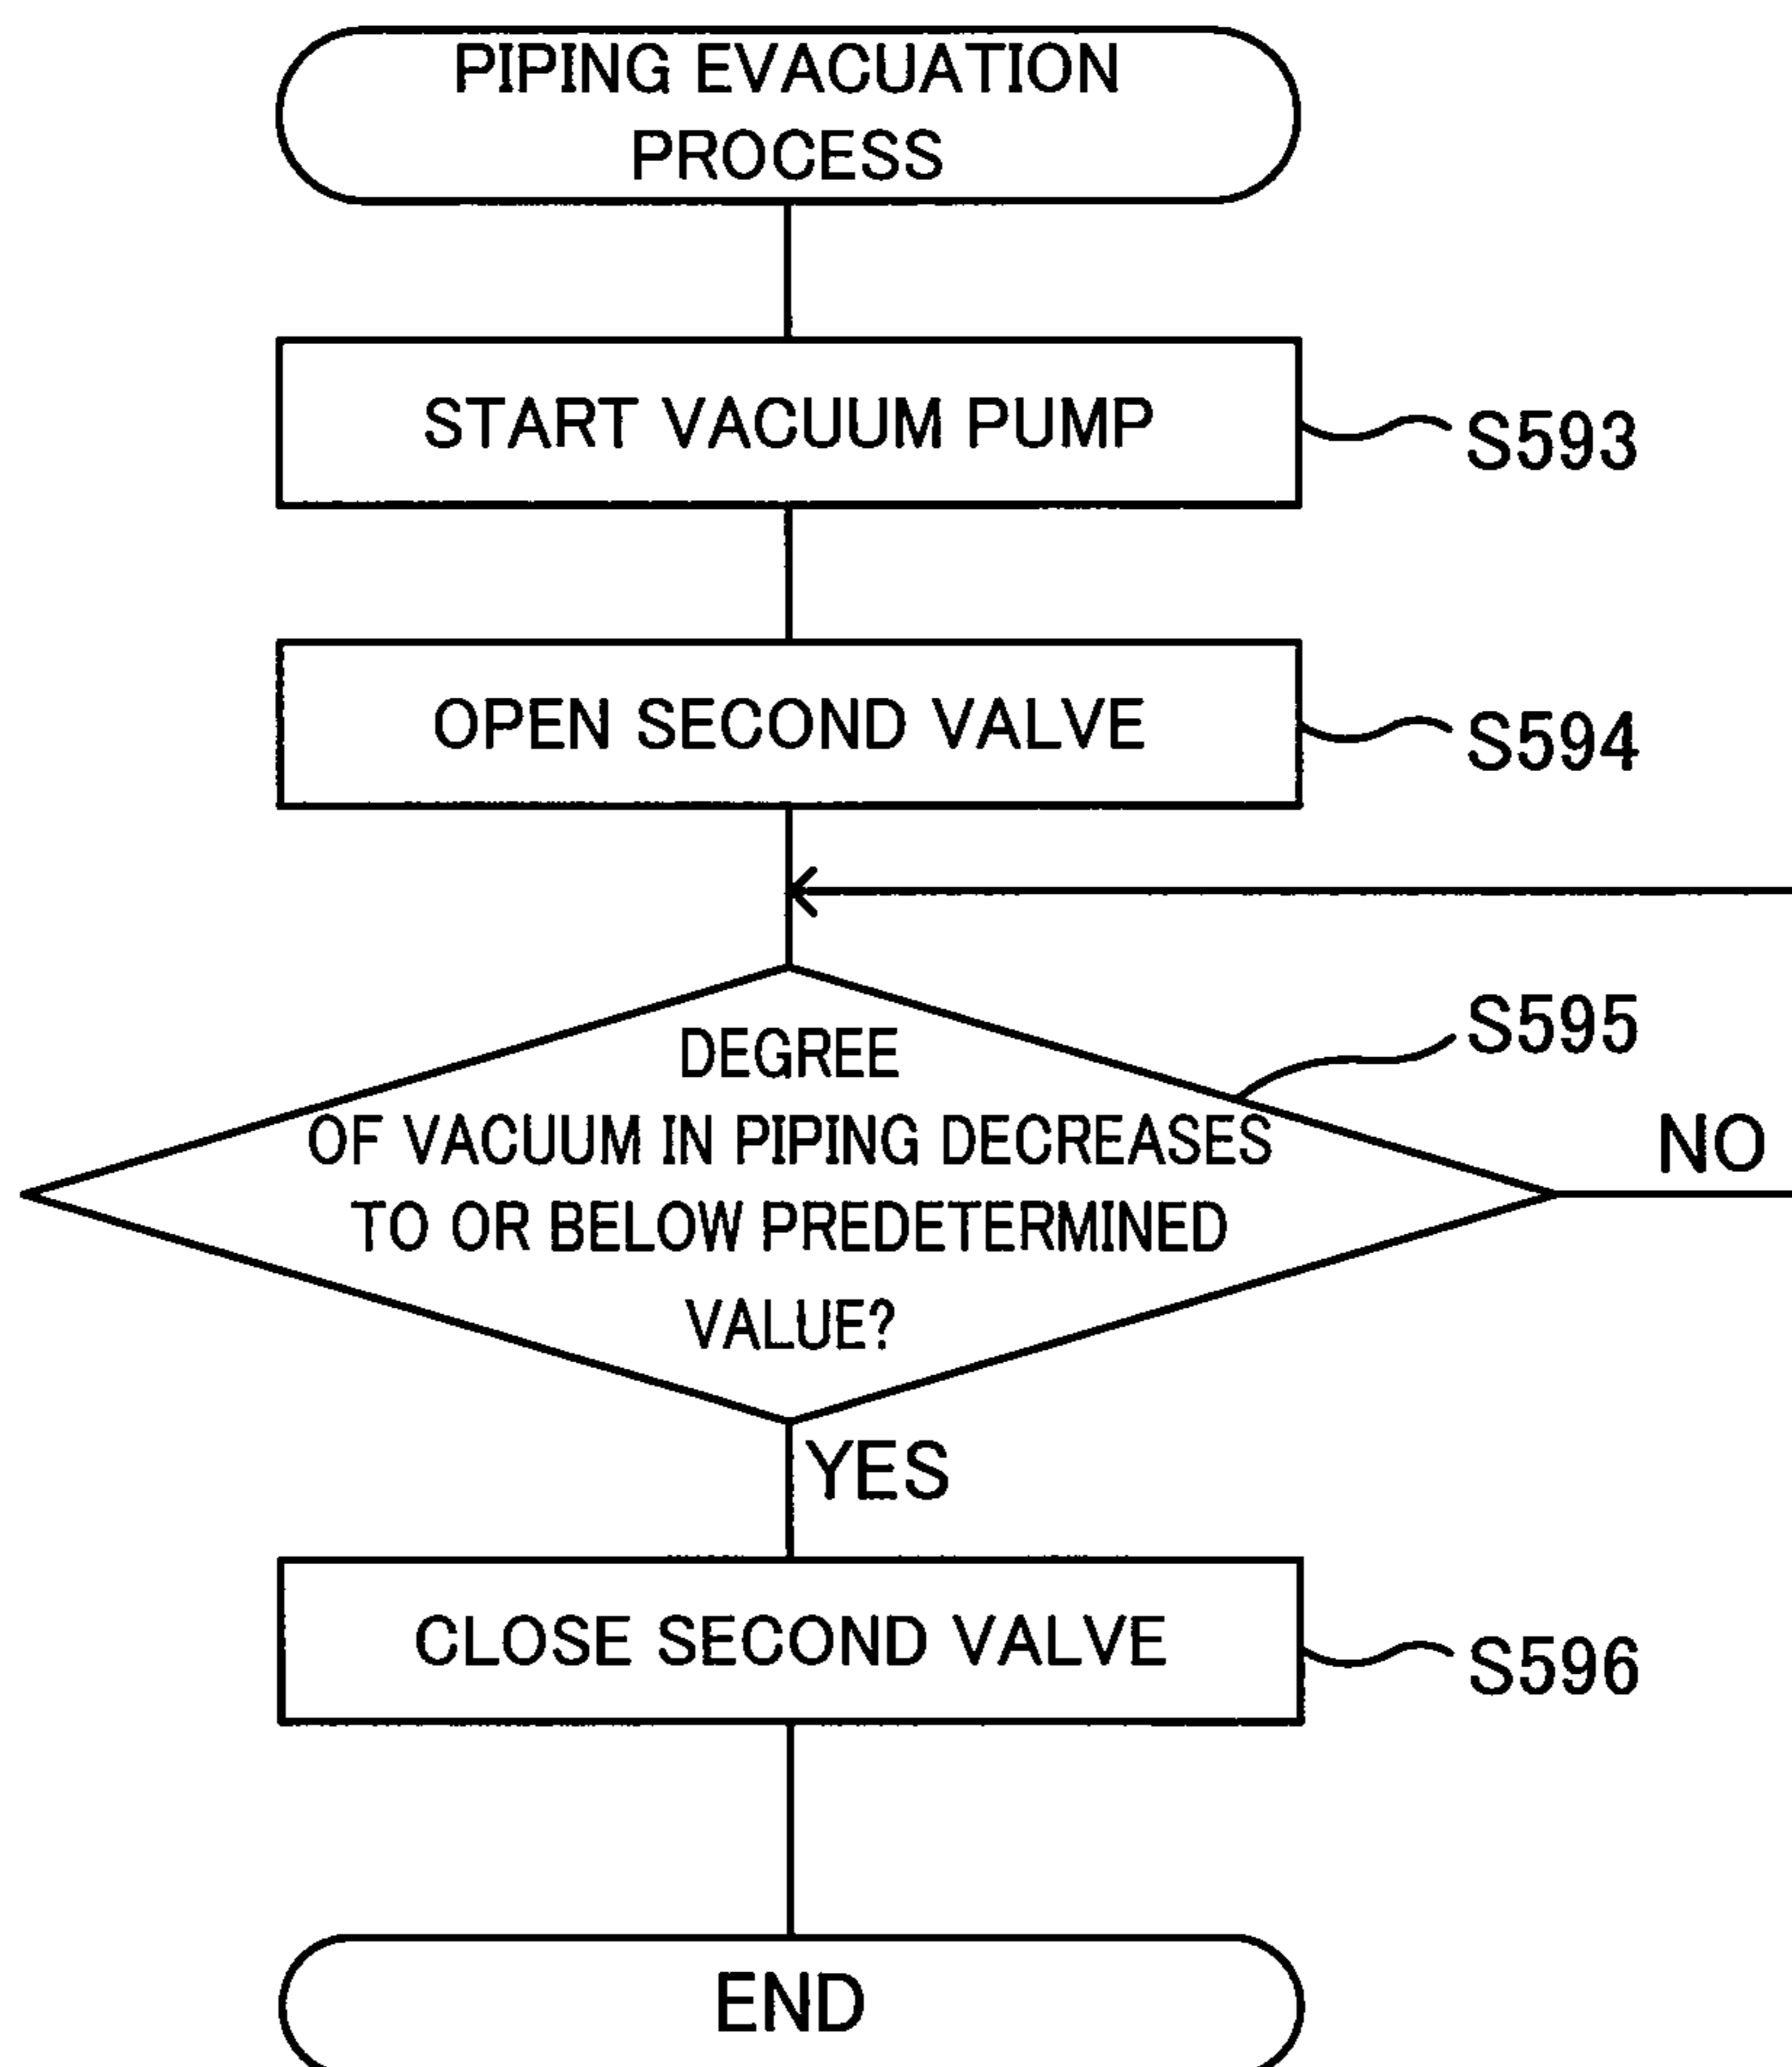 PIPING EVACUATION
PROCESS
START VACUUM PUMP
S593
OPEN SECOND VALVE
S594
S595
DEGREE
OF VACUUM IN PIPING DECREASES
TO OR BELOW PREDETERMINED
VALUE?
NO
YES
CLOSE SECOND VALVE
S596
END